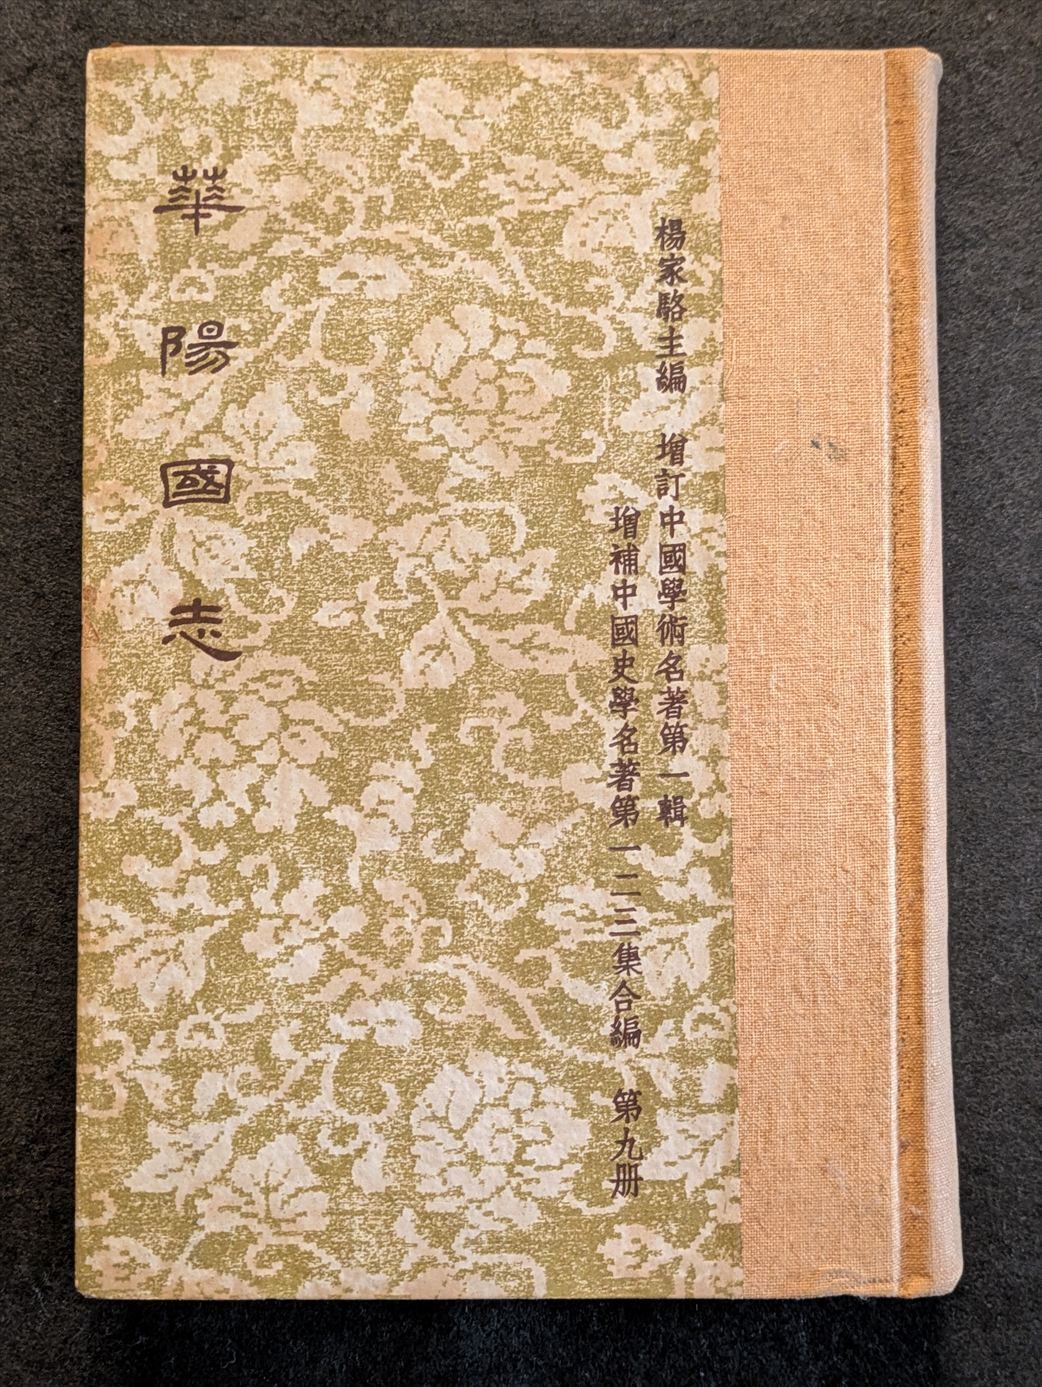 楊家駱主編　增訂中國學術名著第一輯
增補中國史學名著第一二三集合編　第九册
華陽國志